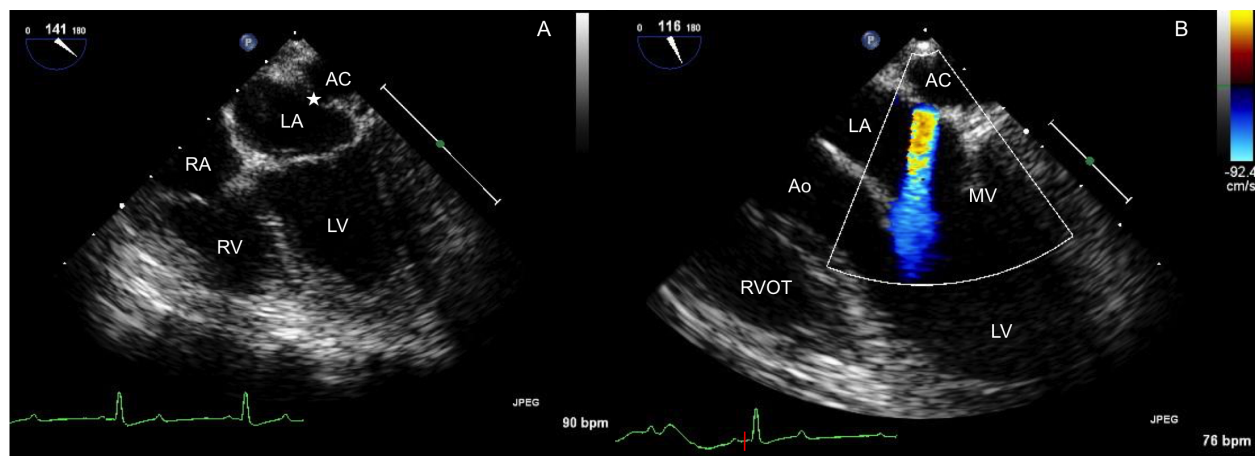 0 141 180
P
A
AC
LA
RA
LV
RV
JPEG
90 bpm
0 116 180
P
B
AC
LA
Ao
MV
RVOT
LV
-92.4
cm/s
JPEG
76 bpm